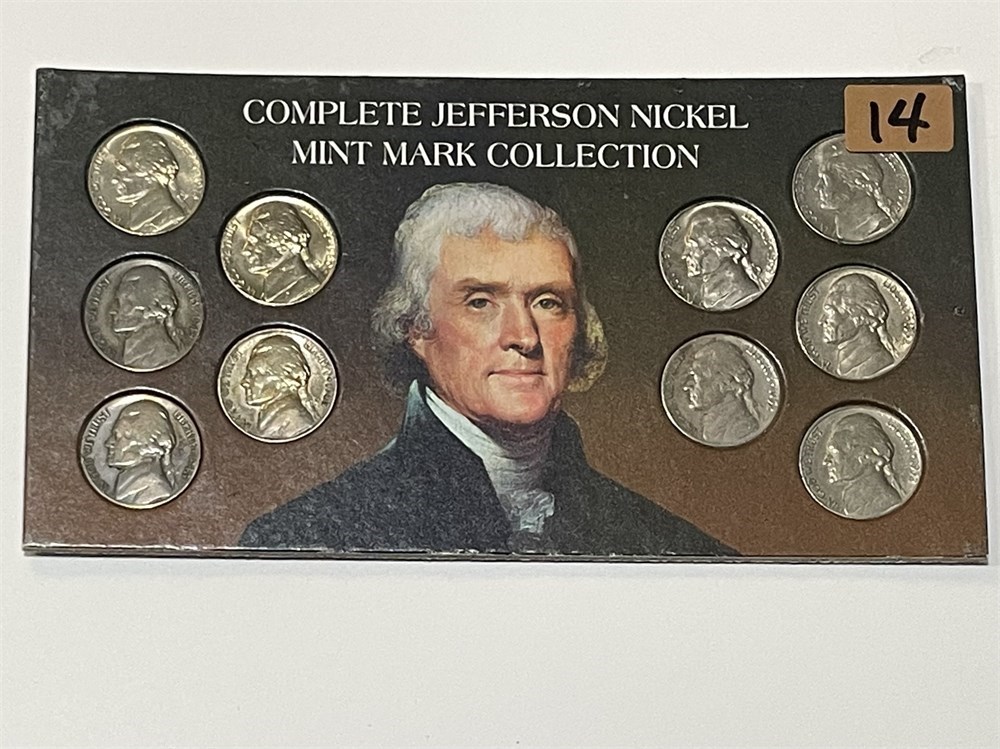 COMPLETE JEFFERSON NICKEL
MINT MARK COLLECTION
14